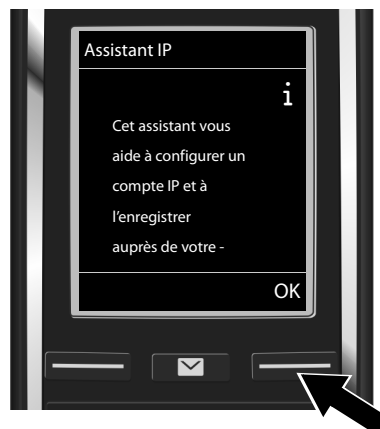 Assistant IP
i
Cet assistant vous
aide à configurer un
compte IP et à
l’enregistrer
auprès de votre -
OK